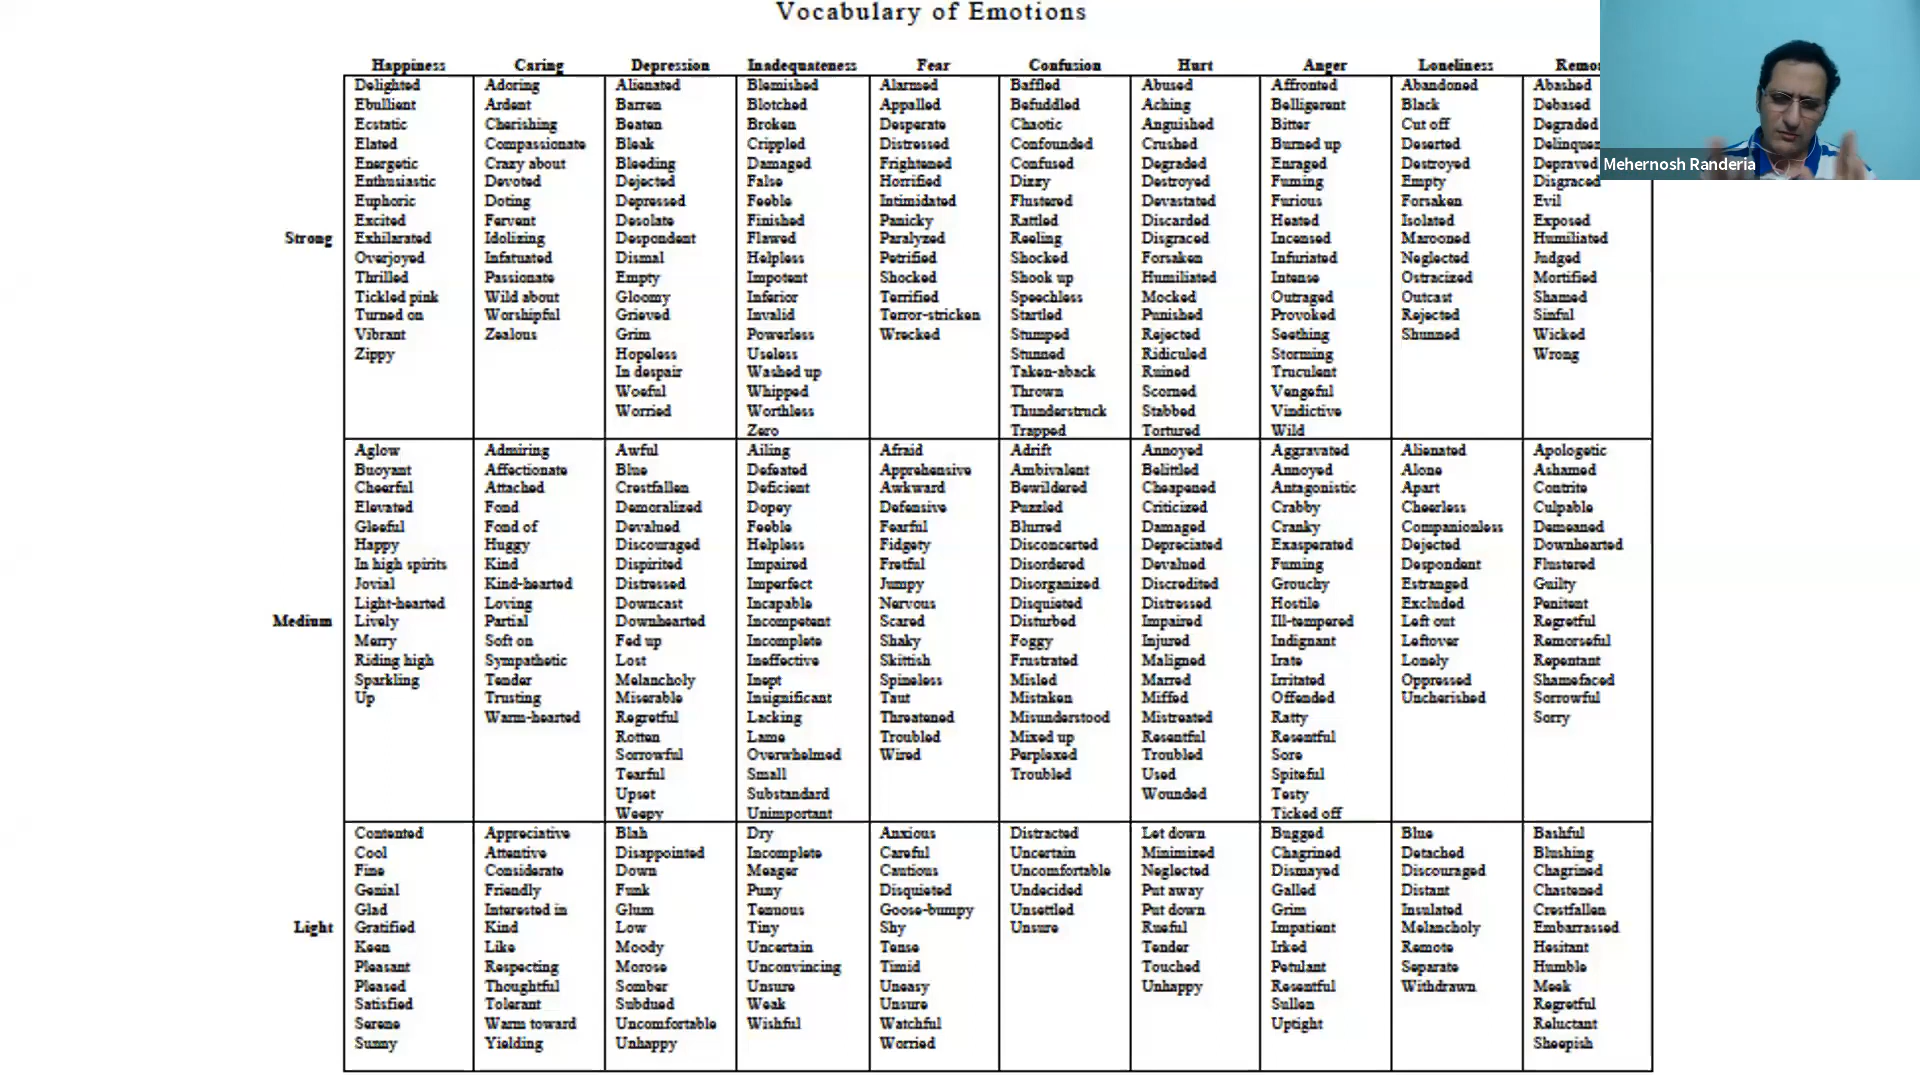 Vocabulary of Emotions
Happiness Caring Depression Inadequateness Fear Confusion Hurt Anger Loneliness Remo
Strong
Delighted
Ebullient
Ecstatic
Elated
Energetic
Enthusiastic
Euphoric
Excited
Exhilarated
Overjoyed
Thrilled
Tickled pink
Turned on
Vibrant
Zippy
Adoring
Ardent
Cherishing
Compassionate
Crazy about
Devoted
Doting
Fervent
Idolizing
Infatuated
Passionate
Wild about
Worshipful
Zealous
Alienated
Barren
Beaten
Bleak
Bleeding
Dejected
Depressed
Desolate
Despondent
Dismal
Empty
Gloomy
Grieved
Grim
Hopeless
In despair
Woeful
Worried
Blemished
Blotched
Broken
Crippled
Damaged
False
Feeble
Finished
Flawed
Helpless
Impotent
Inferior
Invalid
Powerless
Useless
Washed up
Whipped
Worthless
Zero
Alarmed
Appalled
Desperate
Distressed
Frightened
Horrified
Intimidated
Panicky
Paralyzed
Petrified
Shocked
Terrified
Terror-stricken
Wrecked
Baffled
Befuddled
Chaotic
Confounded
Confused
Dizzy
Flustered
Rattled
Reeling
Shocked
Shook up
Speechless
Startled
Stumped
Stunned
Taken-aback
Thrown
Thunderstruck
Trapped
Abused
Aching
Anguished
Crushed
Degraded
Destroyed
Devastated
Discarded
Disgraced
Forsaken
Humiliated
Mocked
Punished
Rejected
Ridiculed
Ruined
Scorned
Stabbed
Tortured
Affronted
Belligerent
Bitter
Burned up
Enraged
Fuming
Furious
Heated
Incensed
Infuriated
Intense
Outraged
Provoked
Seething
Storming
Truculent
Vengeful
Vindictive
Wild
Abandoned
Black
Cut off
Deserted
Destroyed
Empty
Forsaken
Isolated
Marooned
Neglected
Ostracized
Outcast
Rejected
Shunned
Abashed
Debased
Degraded
Delinque
Depraved
Disgraced
Evil
Exposed
Humiliated
Judged
Mortified
Shamed
Sinful
Wicked
Wrong
Medium
Aglow
Buoyant
Cheerful
Elevated
Gleeful
Happy
In high spirits
Jovial
Light-hearted
Lively
Merry
Riding high
Sparkling
Up
Admiring
Affectionate
Attached
Fond
Fond of
Huggy
Kind
Kind-hearted
Loving
Partial
Soft on
Sympathetic
Tender
Trusting
Warm-hearted
Awful
Blue
Crestfallen
Demoralized
Devalued
Discouraged
Dispirited
Distressed
Downcast
Downhearted
Fed up
Lost
Melancholy
Miserable
Regretful
Rotten
Sorrowful
Tearful
Upset
Weepy
Ailing
Defeated
Deficient
Dopey
Feeble
Helpless
Impaired
Imperfect
Incapable
Incompetent
Incomplete
Ineffective
Inept
Insignificant
Lacking
Lame
Overwhelmed
Small
Substandard
Unimportant
Afraid
Apprehensive
Awkward
Defensive
Fearful
Fidgety
Fretful
Jumpy
Nervous
Scared
Shaky
Skittish
Spineless
Taut
Threatened
Troubled
Wired
Adrift
Ambivalent
Bewildered
Puzzled
Blurred
Disconcerted
Disordered
Disorganized
Disquieted
Disturbed
Foggy
Frustrated
Misled
Mistaken
Misunderstood
Mixed up
Perplexed
Troubled
Annoyed
Belittled
Cheapened
Criticized
Damaged
Depreciated
Devalued
Discredited
Distressed
Impaired
Injured
Maligned
Marred
Miffed
Mistreated
Resentful
Troubled
Used
Wounded
Aggravated
Annoyed
Antagonistic
Crabby
Cranky
Exasperated
Fuming
Grouchy
Hostile
Ill-tempered
Indignant
Irate
Irritated
Offended
Ratty
Resentful
Sore
Spiteful
Testy
Ticked off
Alienated
Alone
Apart
Cheerless
Companionless
Dejected
Despondent
Estranged
Excluded
Left out
Leftover
Lonely
Oppressed
Uncherished
Apologetic
Ashamed
Contrite
Culpable
Demeaned
Downhearted
Flustered
Guilty
Penitent
Regretful
Remorseful
Repentant
Shamefaced
Sorrowful
Sorry
Light
Contented
Cool
Fine
Genial
Glad
Gratified
Keen
Pleasant
Pleased
Satisfied
Serene
Sunny
Appreciative
Attentive
Considerate
Friendly
Interested in
Kind
Like
Respecting
Thoughtful
Tolerant
Warm toward
Yielding
Blah
Disappointed
Down
Funk
Glum
Low
Moody
Morose
Somber
Subdued
Uncomfortable
Unhappy
Dry
Incomplete
Meager
Puny
Tenuous
Tiny
Uncertain
Unconvincing
Unsure
Weak
Wishful
Anxious
Careful
Cautious
Disquieted
Goose-bumpy
Shy
Tense
Timid
Uneasy
Unsure
Watchful
Worried
Distracted
Uncertain
Uncomfortable
Undecided
Unsettled
Unsure
Let down
Minimized
Neglected
Put away
Put down
Rueful
Tender
Touched
Unhappy
Bugged
Chagrined
Dismayed
Galled
Grim
Impatient
Irked
Petulant
Resentful
Sullen
Uptight
Blue
Detached
Discouraged
Distant
Insulated
Melancholy
Remote
Separate
Withdrawn
Bashful
Blushing
Chagrined
Chastened
Crestfallen
Embarrassed
Hesitant
Humble
Meek
Regretful
Reluctant
Sheepish
Mehernosh Randeria